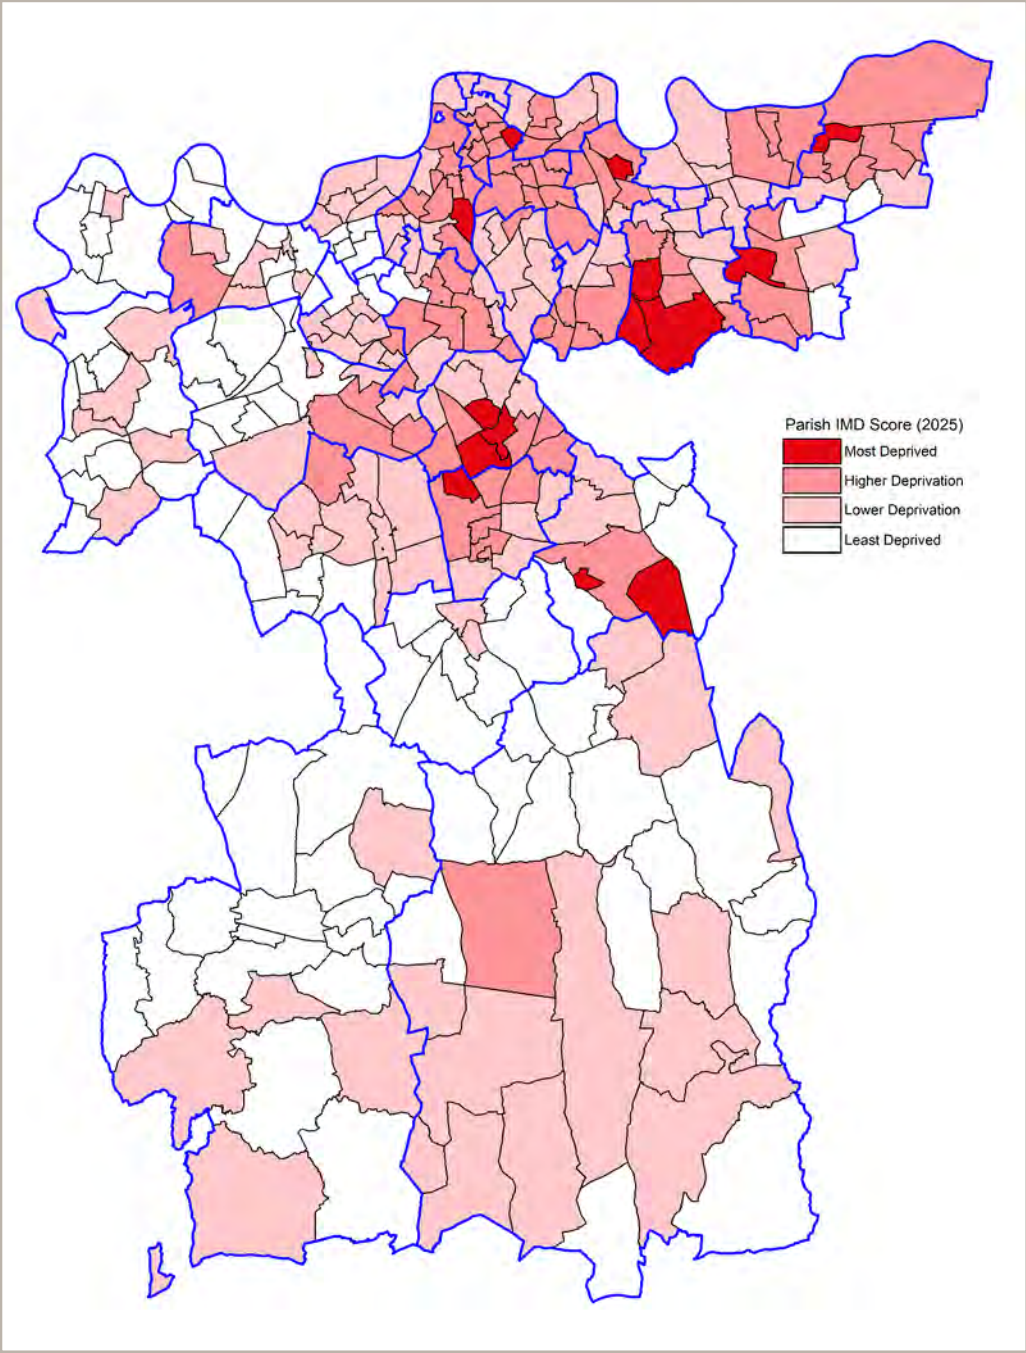 Parish IMD Score (2025)
Most Deprived
Higher Deprivation
Lower Deprivation
Least Deprived